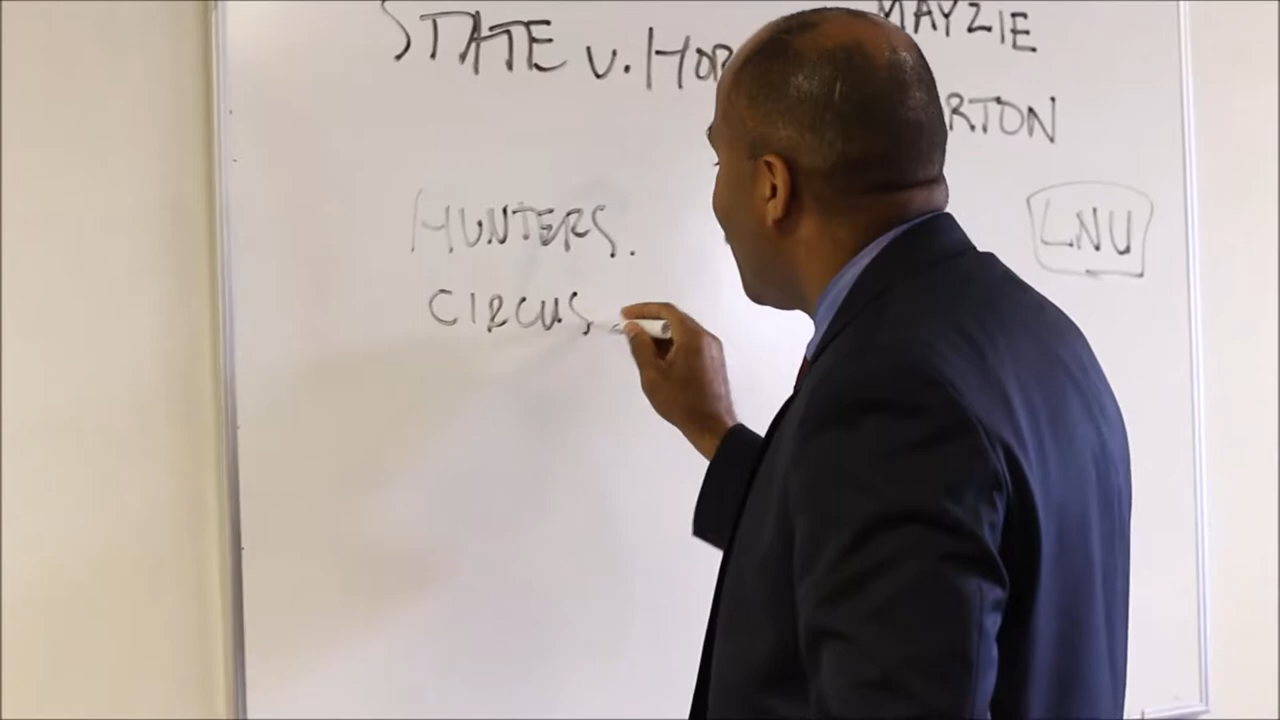 STATE v. HOR
MAYZIE
RTON
HUNTERS.
LNU
CIRCUS